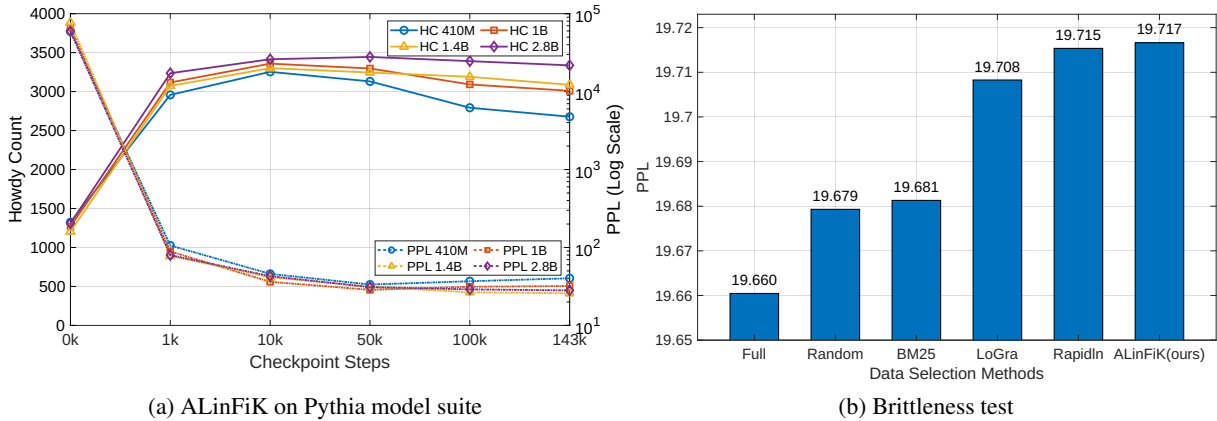 4000
3500
3000
2500
2000
1500
1000
500
0
Howdy Count
HC 410M HC 1B
HC 1.4B HC 2.8B
PPL 410M PPL 1B
PPL 1.4B PPL 2.8B
10^5
10^4
10^3
10^2
10^1
PPL (Log Scale)
0k 1k 10k 50k 100k 143k
Checkpoint Steps
(a) ALinFiK on Pythia model suite
19.72
19.71
19.7
19.69
19.68
19.67
19.66
19.65
PPL
19.660
19.679
19.681
19.708
19.715
19.717
Full Random BM25 LoGra RapidIn ALinFiK(ours)
Data Selection Methods
(b) Brittleness test